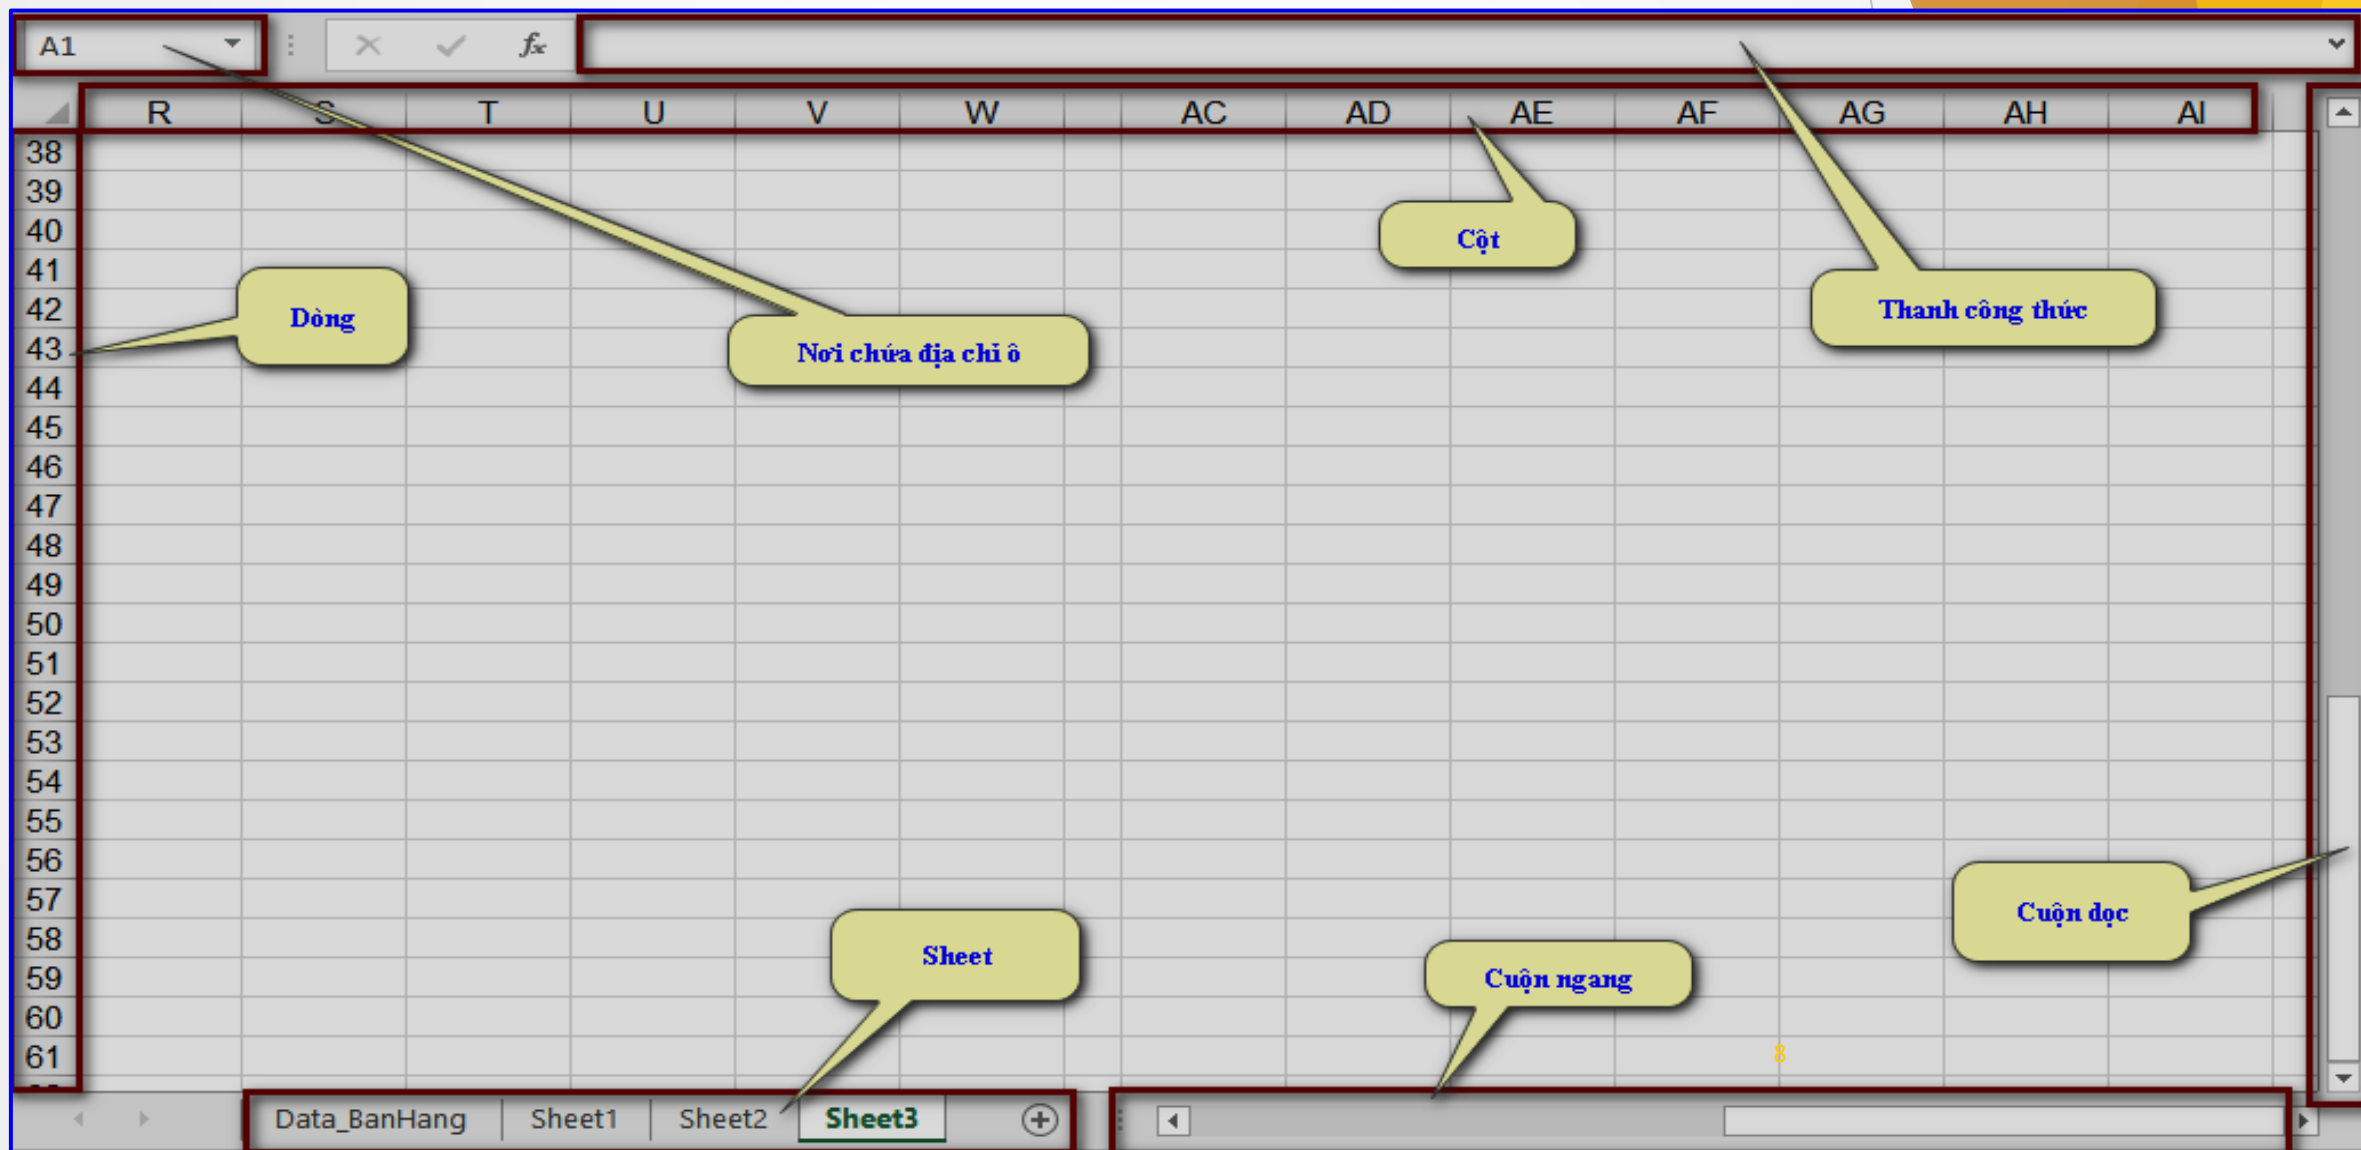 A1
fx
R S T U V W AC AD AE AF AG AH AI
38
39
40
Cột
41
42
Dòng
Thanh công thức
43
Nơi chứa địa chỉ ô
44
45
46
47
48
49
50
51
52
53
54
55
56
57
Cuộn dọc
58
Sheet
59
Cuộn ngang
60
61
8
Data_BanHang Sheet1 Sheet2 Sheet3